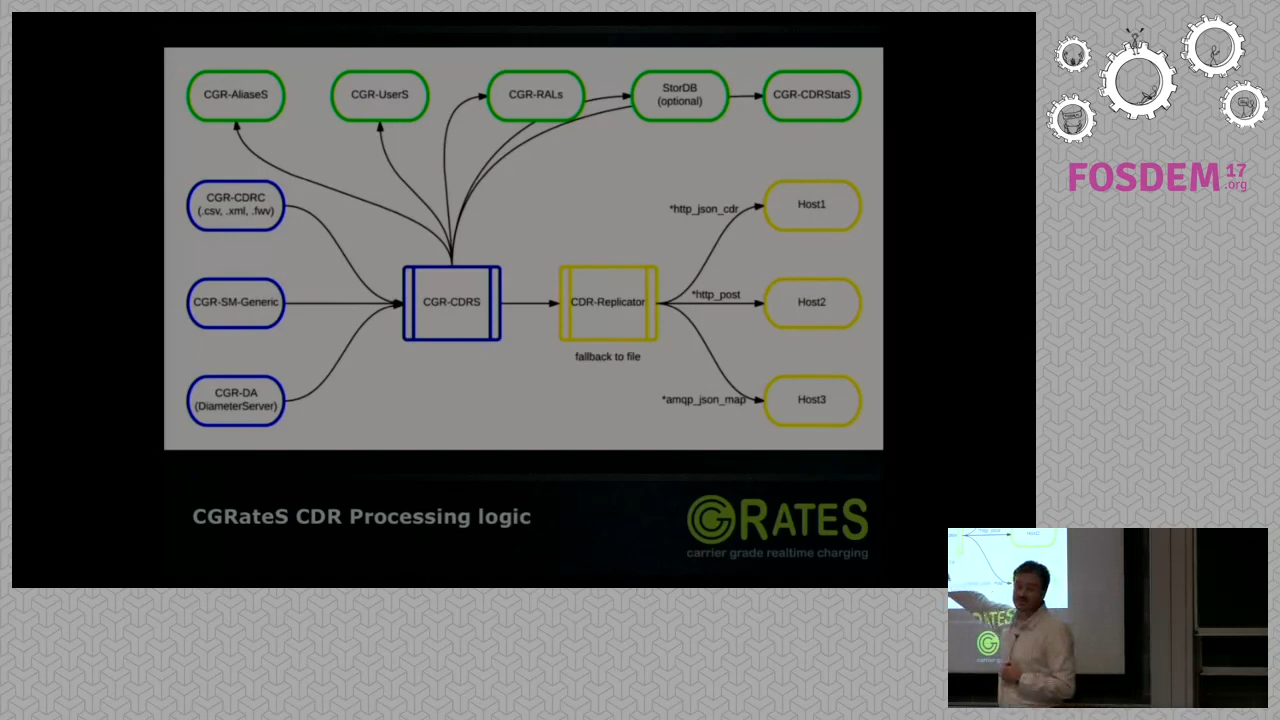 CGR-AliaseS
CGR-UserS
CGR-RALs
StorDB
(optional)
CGR-CDRStatS
CGR-CDRC
(.csv, .xml, .fwv)
*http_json_cdr
Host1
CGR-SM-Generic
CGR-CDRS
CDR-Replicator
*http_post
Host2
fallback to file
CGR-DA
(DiameterServer)
*amqp_json_map
Host3
CGRateS CDR Processing logic
CGRATES
carrier grade realtime charging
FOSDEM 17
.org